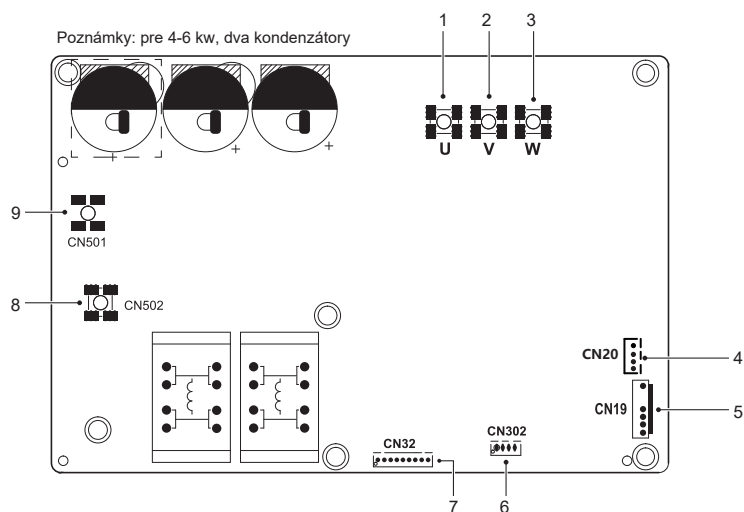 Poznámky: pre 4-6 kw, dva kondenzátory
1 2 3
+ + +
U V W
9
CN501
8 CN502
CN20 4
CN19 5
CN32 CN302
7 6